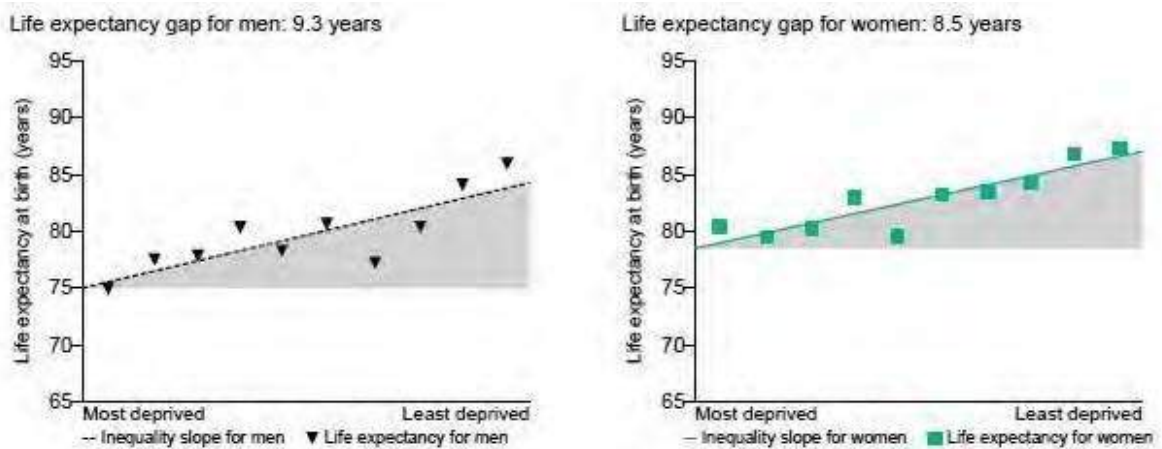 Life expectancy gap for men: 9.3 years
95
90
85
80
75
70
65
Life expectancy at birth (years)
Most deprived Least deprived
-- Inequality slope for men ▼ Life expectancy for men
Life expectancy gap for women: 8.5 years
95
90
85
80
75
70
65
Life expectancy at birth (years)
Most deprived Least deprived
— Inequality slope for women ■ Life expectancy for women